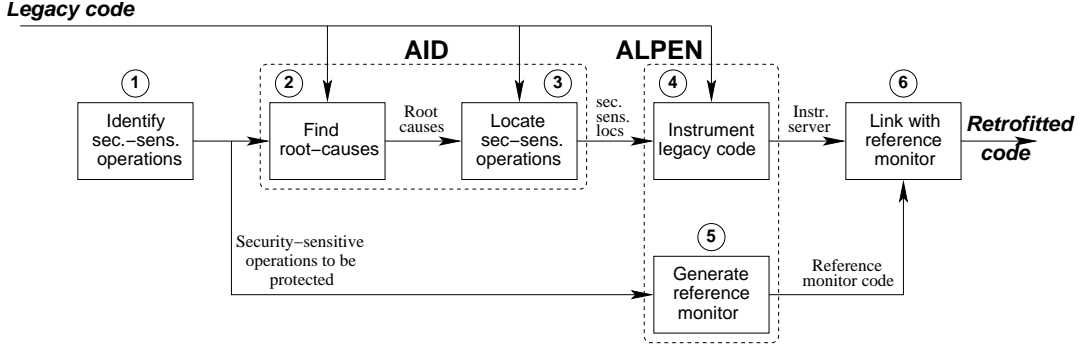 Legacy code
AID
ALPEN
1
2
3
4
6
Identify
sec.−sens.
operations
Find
root−causes
Root
causes
Locate
sec−sens.
operations
sec.
sens.
locs
Instrument
legacy code
Instr.
server
Link with
reference
monitor
Retrofitted
code
Security−sensitive
operations to be
protected
5
Generate
reference
monitor
Reference
monitor code